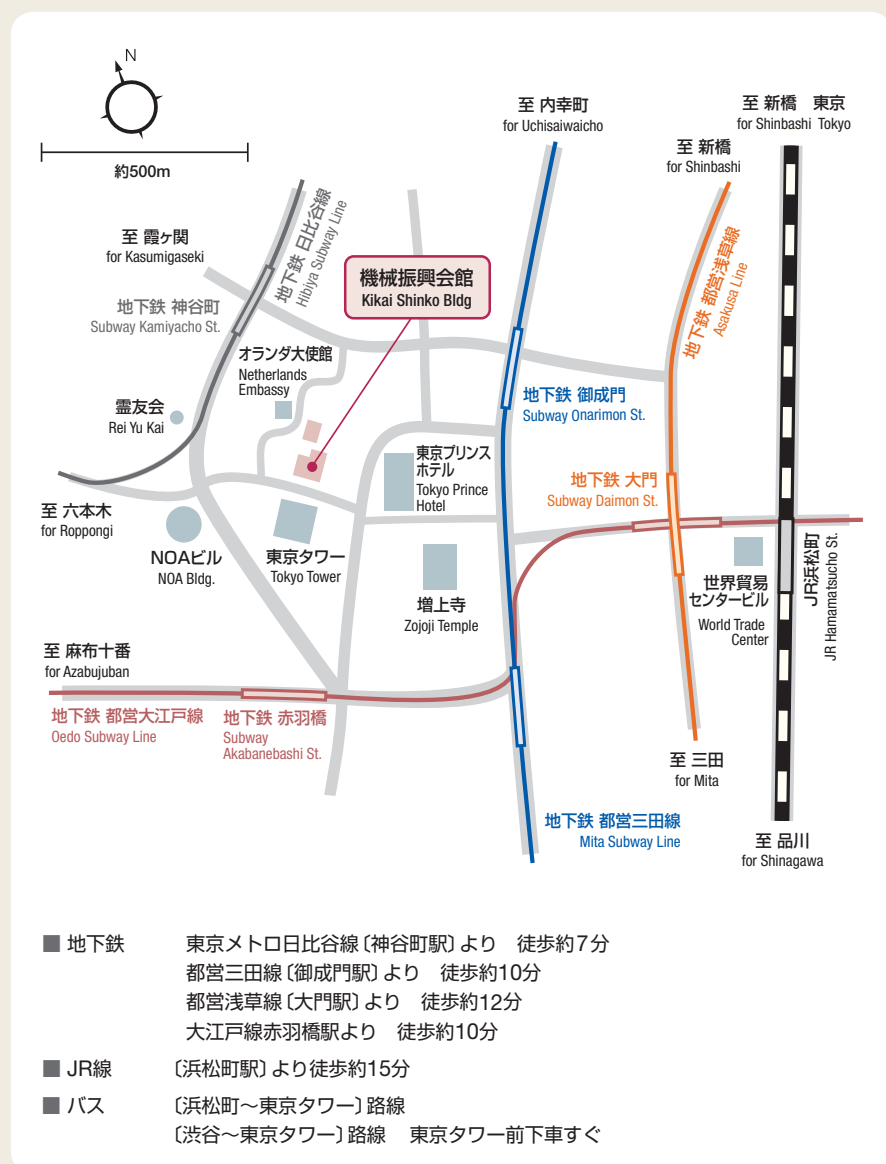 N
約500m
至 内幸町
for Uchisaiwaicho
至 新橋　東京
for Shinbashi Tokyo
至 新橋
for Shinbashi
至 霞ヶ関
for Kasumigaseki
地下鉄 日比谷線
Hibiya Subway Line
機械振興会館
Kikai Shinko Bldg
地下鉄 都営浅草線
Asakusa Line
地下鉄 神谷町
Subway Kamiyacho St.
オランダ大使館
Netherlands
Embassy
地下鉄 御成門
Subway Onarimon St.
霊友会
Rei Yu Kai
東京プリンス
ホテル
Tokyo Prince
Hotel
地下鉄 大門
Subway Daimon St.
至 六本木
for Roppongi
NOAビル
NOA Bldg.
東京タワー
Tokyo Tower
増上寺
Zojoji Temple
世界貿易
センタービル
World Trade
Center
JR浜松町
JR Hamamatsucho St.
至 麻布十番
for Azabujuban
地下鉄 都営大江戸線
Oedo Subway Line
地下鉄 赤羽橋
Subway
Akabanebashi St.
至 三田
for Mita
地下鉄 都営三田線
Mita Subway Line
至 品川
for Shinagawa
■ 地下鉄　東京メトロ日比谷線〔神谷町駅〕より　徒歩約7分
都営三田線〔御成門駅〕より　徒歩約10分
都営浅草線〔大門駅〕より　徒歩約12分
大江戸線赤羽橋駅より　徒歩約10分
■ JR線　〔浜松町駅〕より徒歩約15分
■ バス　〔浜松町～東京タワー〕路線
〔渋谷～東京タワー〕路線　東京タワー前下車すぐ